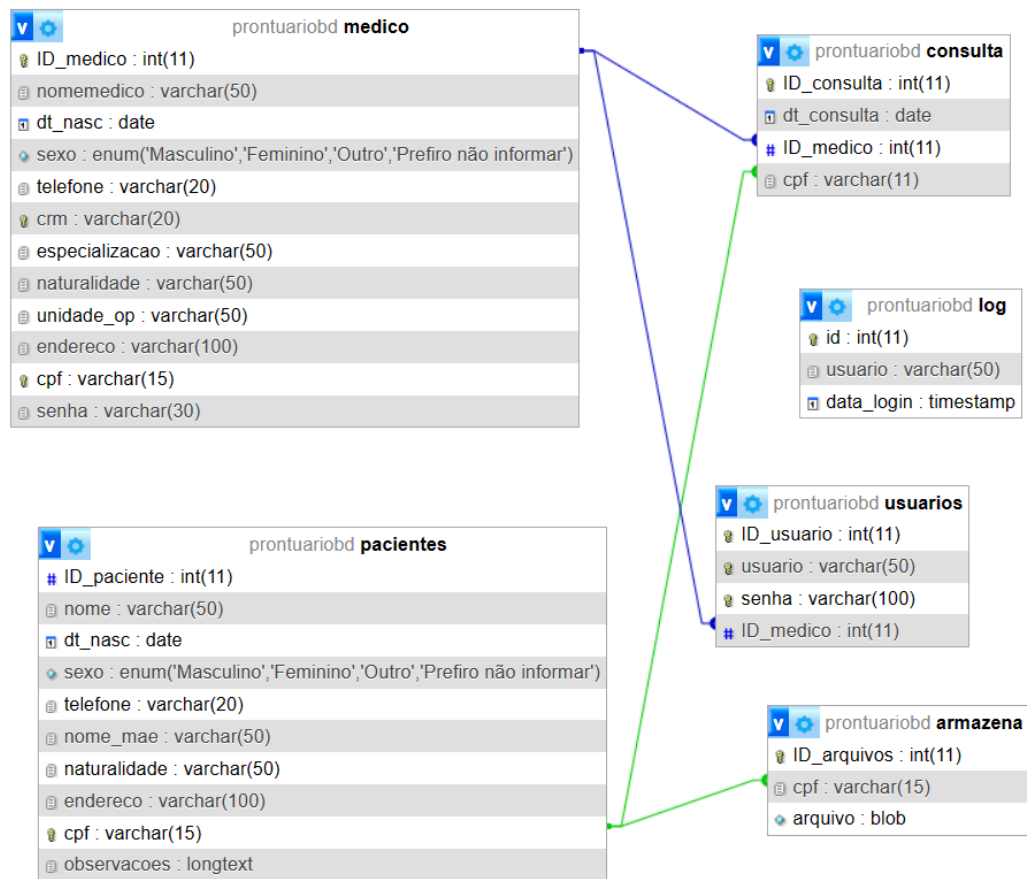 v prontuariobd medico
ID_medico : int(11)
nomemedico : varchar(50)
dt_nasc : date
sexo : enum('Masculino','Feminino','Outro','Prefiro não informar')
telefone : varchar(20)
crm : varchar(20)
especializacao : varchar(50)
naturalidade : varchar(50)
unidade_op : varchar(50)
endereco : varchar(100)
cpf : varchar(15)
senha : varchar(30)
v prontuariobd consulta
ID_consulta : int(11)
dt_consulta : date
# ID_medico : int(11)
cpf : varchar(11)
v prontuariobd log
id : int(11)
usuario : varchar(50)
data_login : timestamp
v prontuariobd usuarios
ID_usuario : int(11)
usuario : varchar(50)
senha : varchar(100)
# ID_medico : int(11)
v prontuariobd pacientes
# ID_paciente : int(11)
nome : varchar(50)
dt_nasc : date
sexo : enum('Masculino','Feminino','Outro','Prefiro não informar')
telefone : varchar(20)
nome_mae : varchar(50)
naturalidade : varchar(50)
endereco : varchar(100)
cpf : varchar(15)
observacoes : longtext
v prontuariobd armazena
ID_arquivos : int(11)
cpf : varchar(15)
arquivo : blob